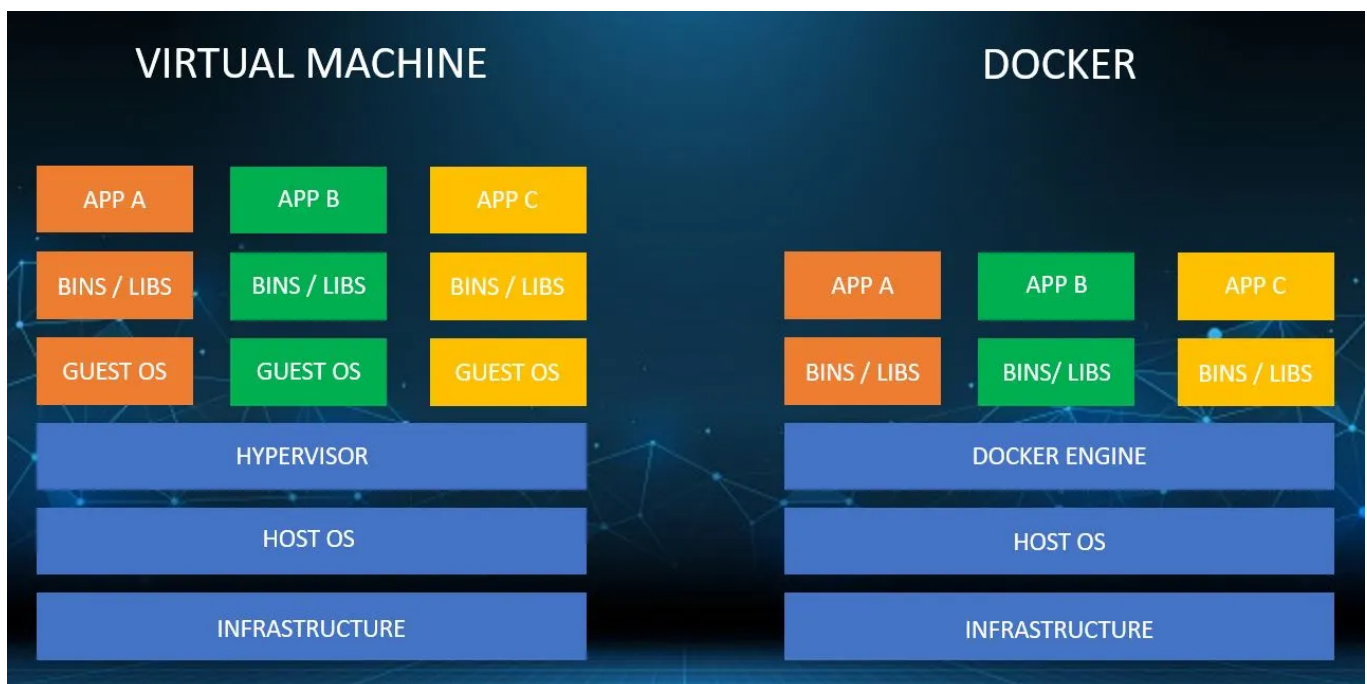 VIRTUAL MACHINE
APP A
APP B
APP C
BINS / LIBS
BINS / LIBS
BINS / LIBS
GUEST OS
GUEST OS
GUEST OS
HYPERVISOR
HOST OS
INFRASTRUCTURE
DOCKER
APP A
APP B
APP C
BINS / LIBS
BINS/ LIBS
BINS / LIBS
DOCKER ENGINE
HOST OS
INFRASTRUCTURE